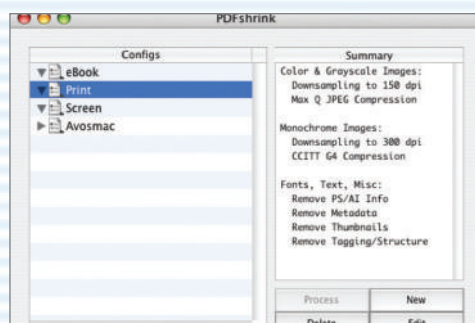 PDFshrink
Configs
eBook
Print
Screen
Avosmac
Summary
Color & Grayscale Images:
Downsampling to 150 dpi
Max Q JPEG Compression
Monochrome Images:
Downsampling to 300 dpi
CCITT G4 Compression
Fonts, Text, Misc:
Remove PS/AI Info
Remove Metadata
Remove Thumbnails
Remove Tagging/Structure
Process New
Delete Edit